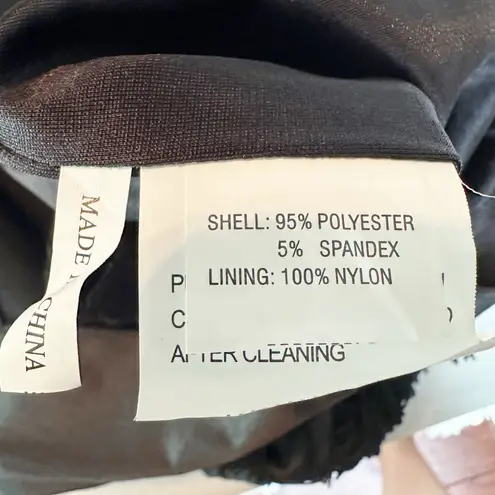 MADE
CHINA
SHELL: 95% POLYESTER
5% SPANDEX
LINING: 100% NYLON
AFTER CLEANING